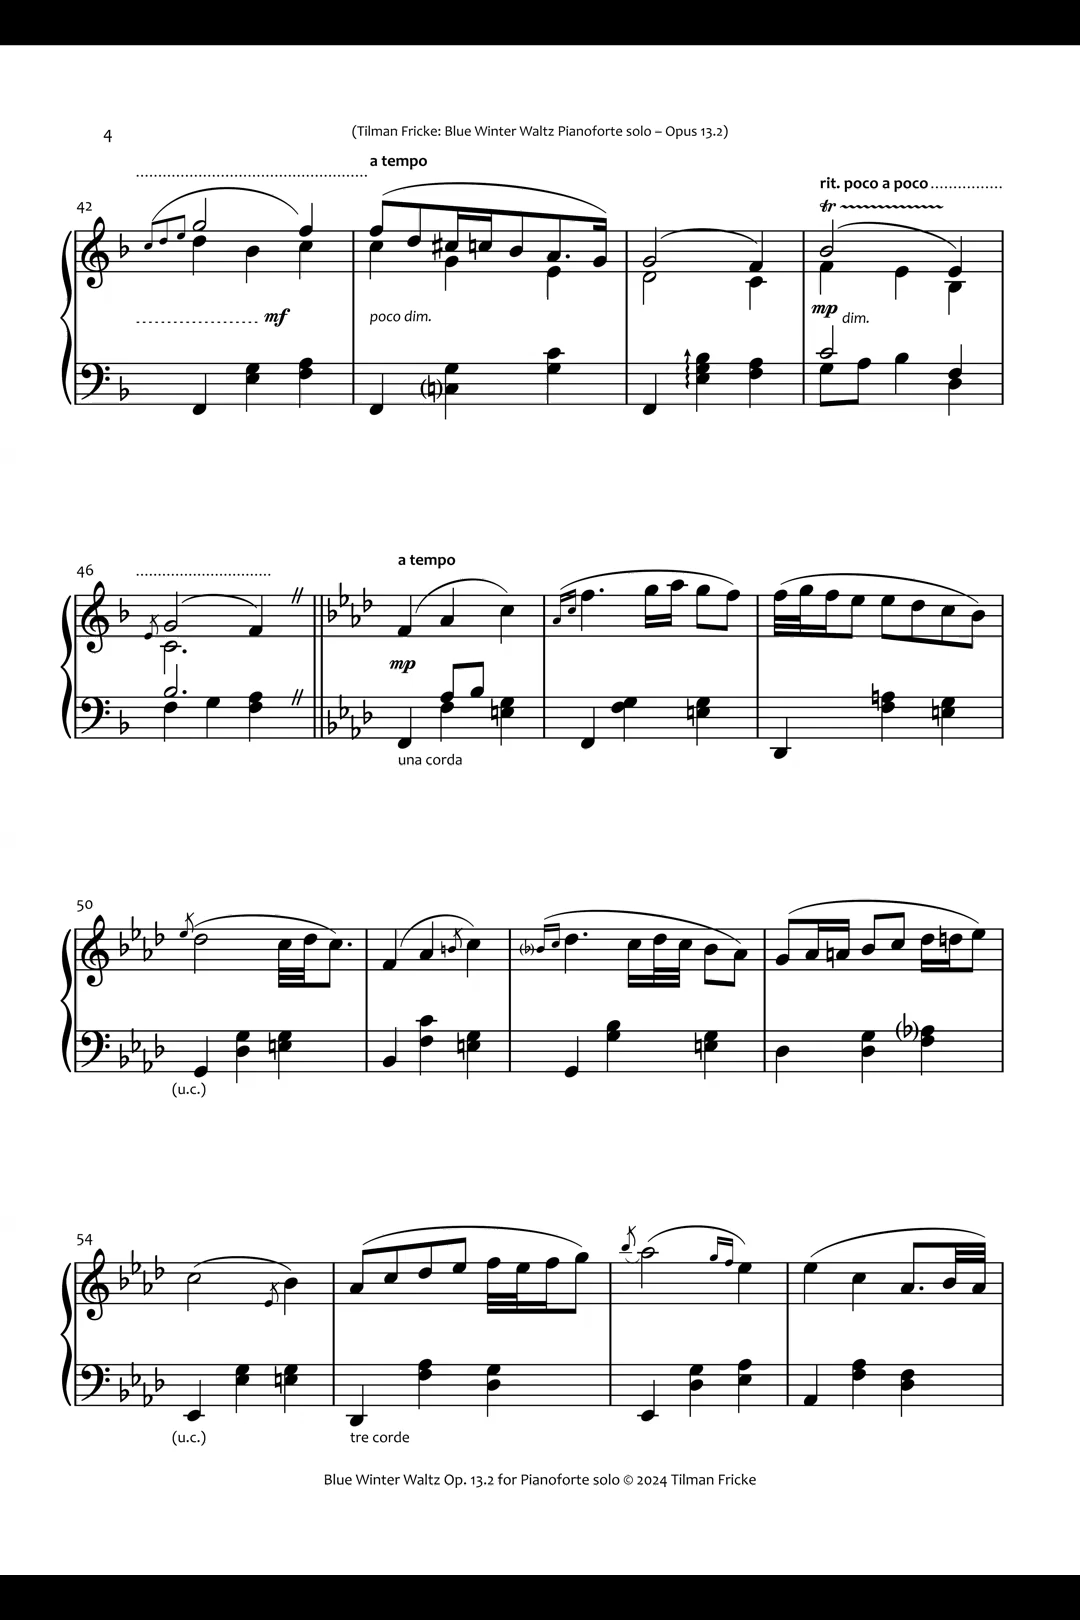 4
(Tilman Fricke: Blue Winter Waltz Pianoforte solo – Opus 13.2)
a tempo
rit. poco a poco
tr
42
mf
poco dim.
mp
dim.
46
a tempo
mp
una corda
50
(u.c.)
54
(u.c.)
tre corde
Blue Winter Waltz Op. 13.2 for Pianoforte solo © 2024 Tilman Fricke